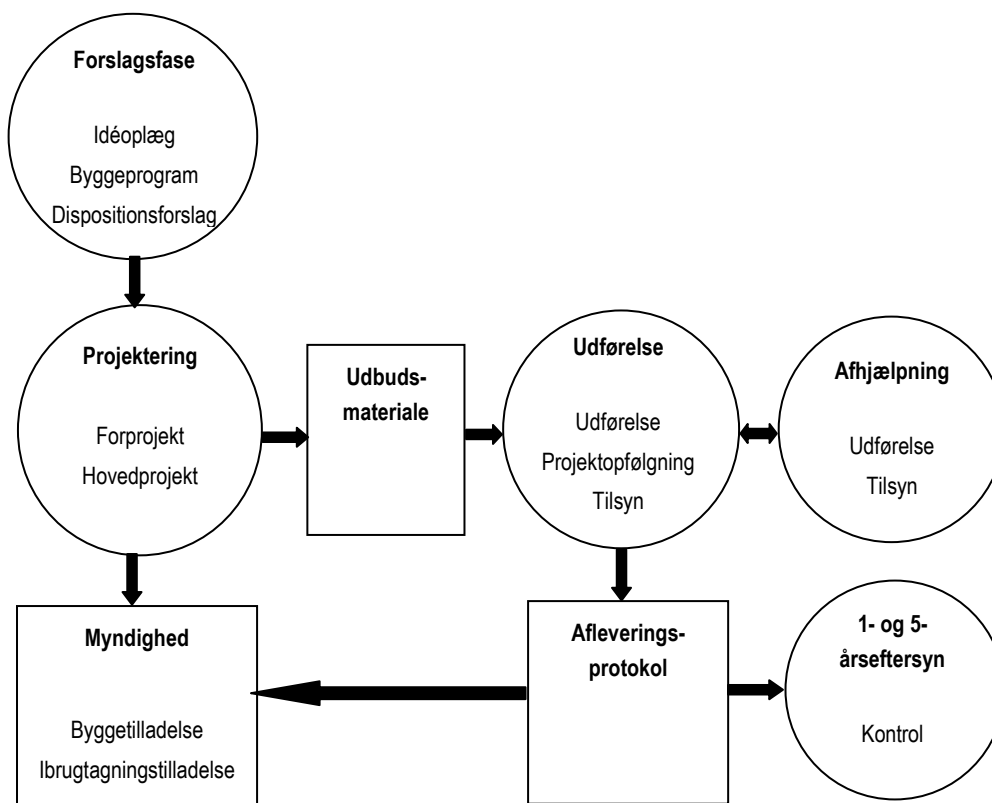 Forslagsfase
Idéoplæg
Byggeprogram
Dispositionsforslag
Projektering
Forprojekt
Hovedprojekt
Udbuds-
materiale
Udførelse
Udførelse
Projektopfølgning
Tilsyn
Afhjælpning
Udførelse
Tilsyn
Myndighed
Byggetilladelse
Ibrugtagningstilladelse
Afleverings-
protokol
1- og 5-
årseftersyn
Kontrol